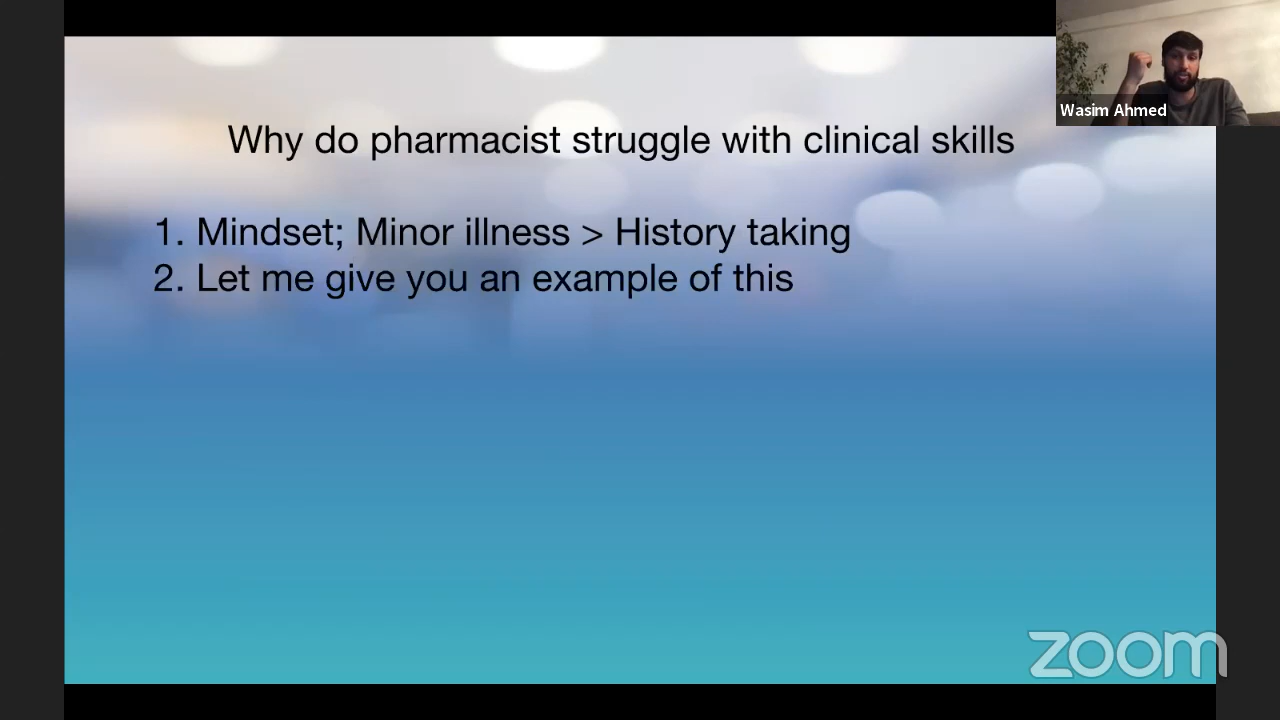 Why do pharmacist struggle with clinical skills
1. Mindset; Minor illness > History taking
2. Let me give you an example of this
Wasim Ahmed
zoom